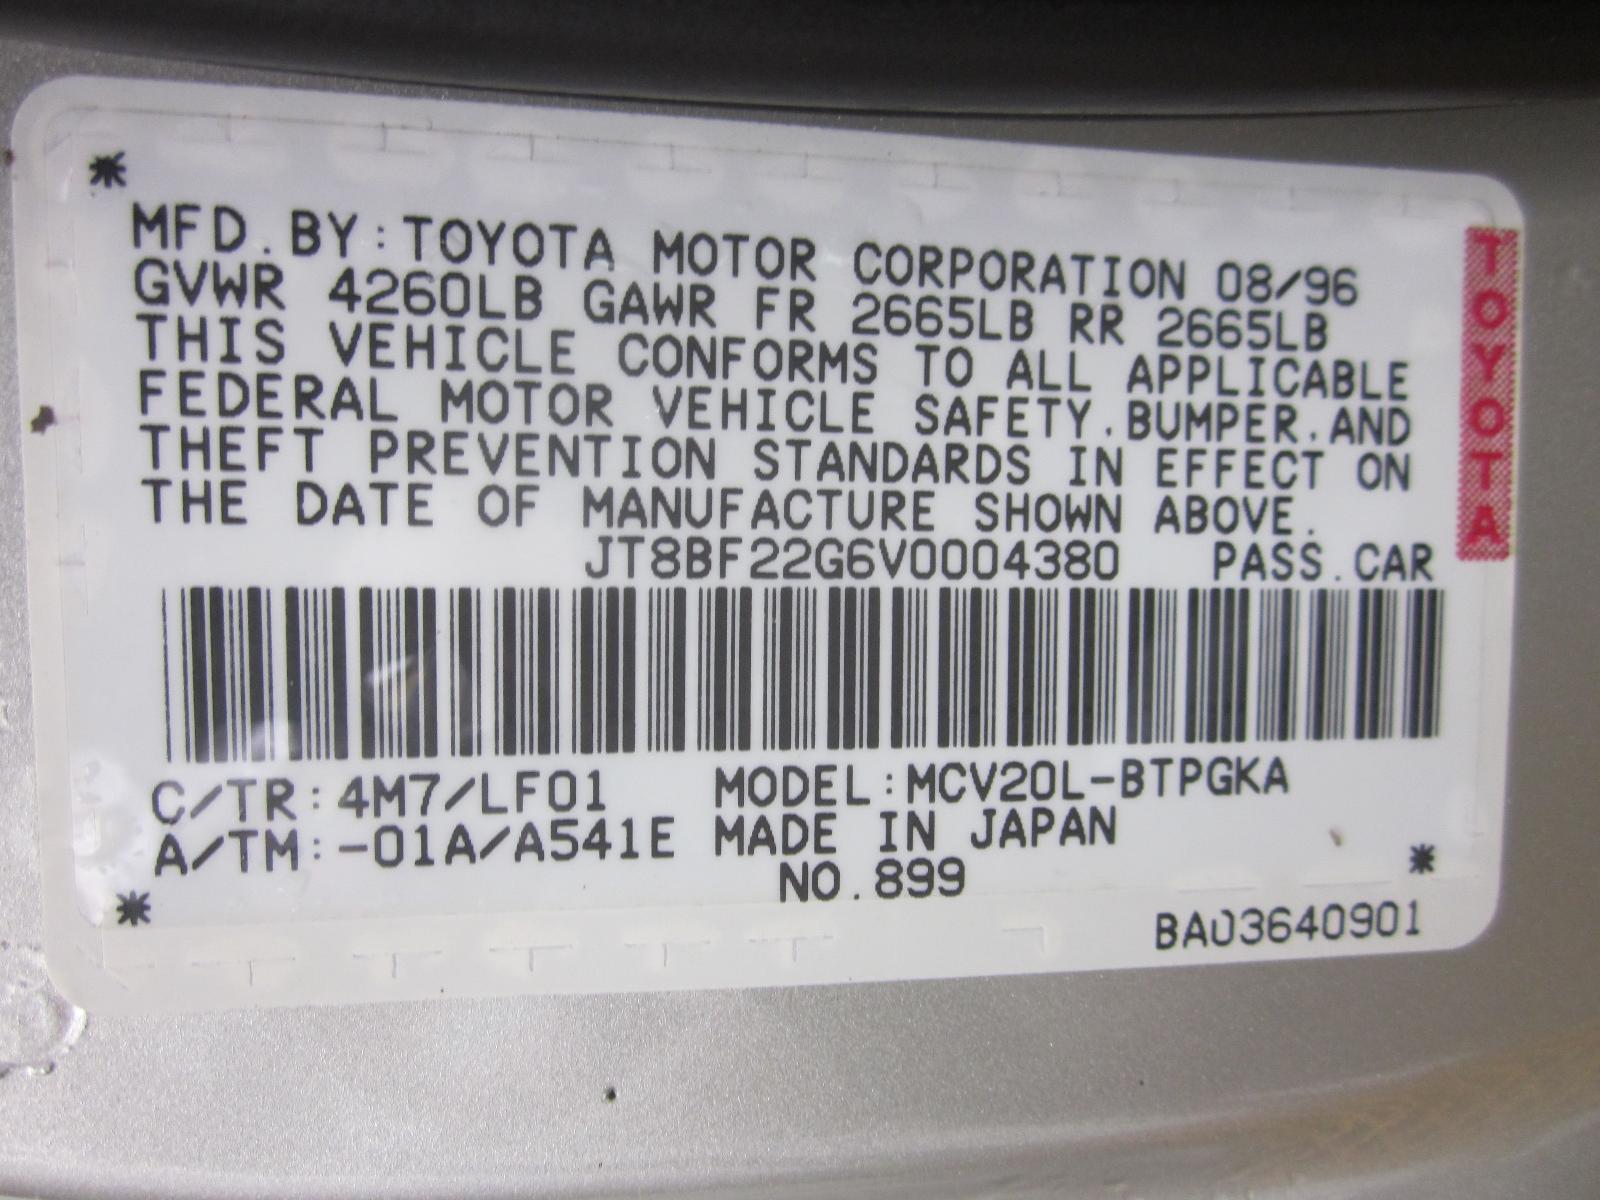 MFD. BY: TOYOTA MOTOR CORPORATION 08/96
GVWR 4260LB GAWR FR 2665LB RR 2665LB
THIS VEHICLE CONFORMS TO ALL APPLICABLE
FEDERAL MOTOR VEHICLE SAFETY. BUMPER. AND
THEFT PREVENTION STANDARDS IN EFFECT ON
THE DATE OF MANUFACTURE SHOWN ABOVE.
JT8BF22G6V0004380 PASS. CAR
C/TR: 4M7/LF01 MODEL: MCV20L-BTPGKA
A/TM: -01A/A541E MADE IN JAPAN
NO. 899
BA03640901
TOYOTA